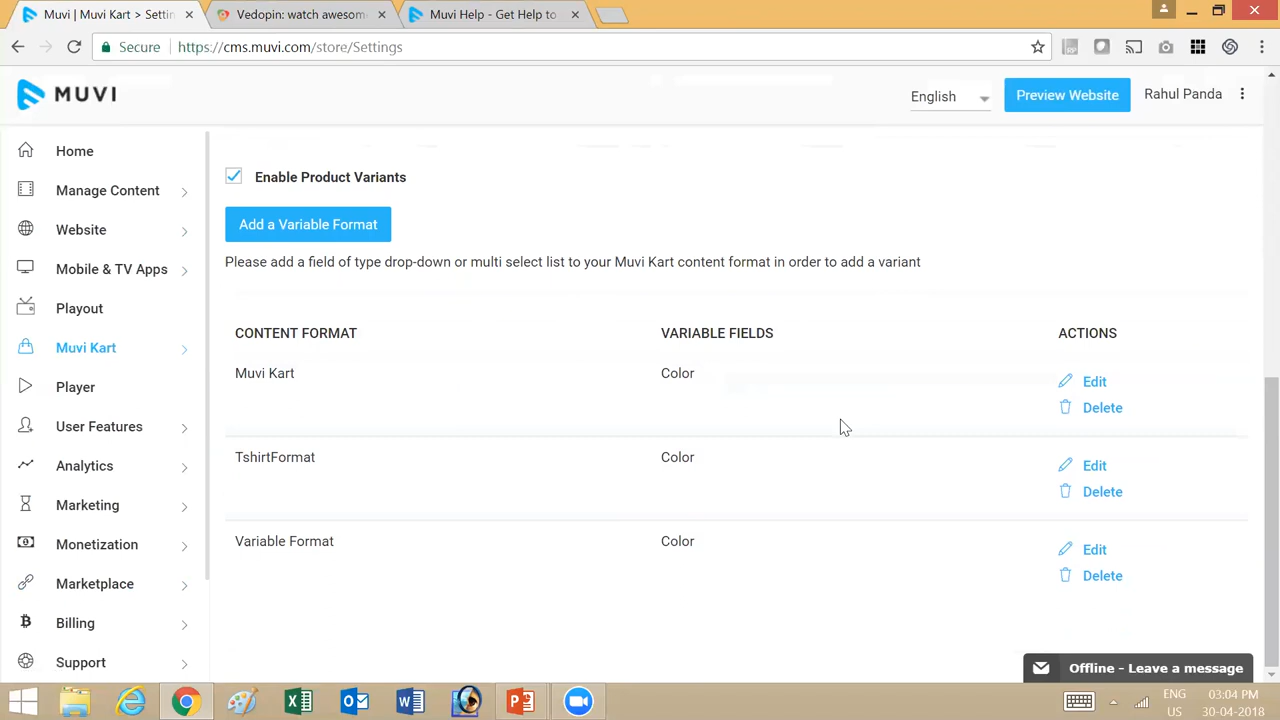 Muvi | Muvi Kart > Settin
Vedopin: watch awesom
Muvi Help - Get Help to
Secure
https://cms.muvi.com/store/Settings
MUVI
English
Preview Website
Rahul Panda
Home
Manage Content
Website
Mobile & TV Apps
Playout
Muvi Kart
Player
User Features
Analytics
Marketing
Monetization
Marketplace
Billing
Support
Enable Product Variants
Add a Variable Format
Please add a field of type drop-down or multi select list to your Muvi Kart content format in order to add a variant
CONTENT FORMAT VARIABLE FIELDS ACTIONS
Muvi Kart Color Edit
Delete
TshirtFormat Color Edit
Delete
Variable Format Color Edit
Delete
Offline - Leave a message
ENG 03:04 PM
US 30-04-2018